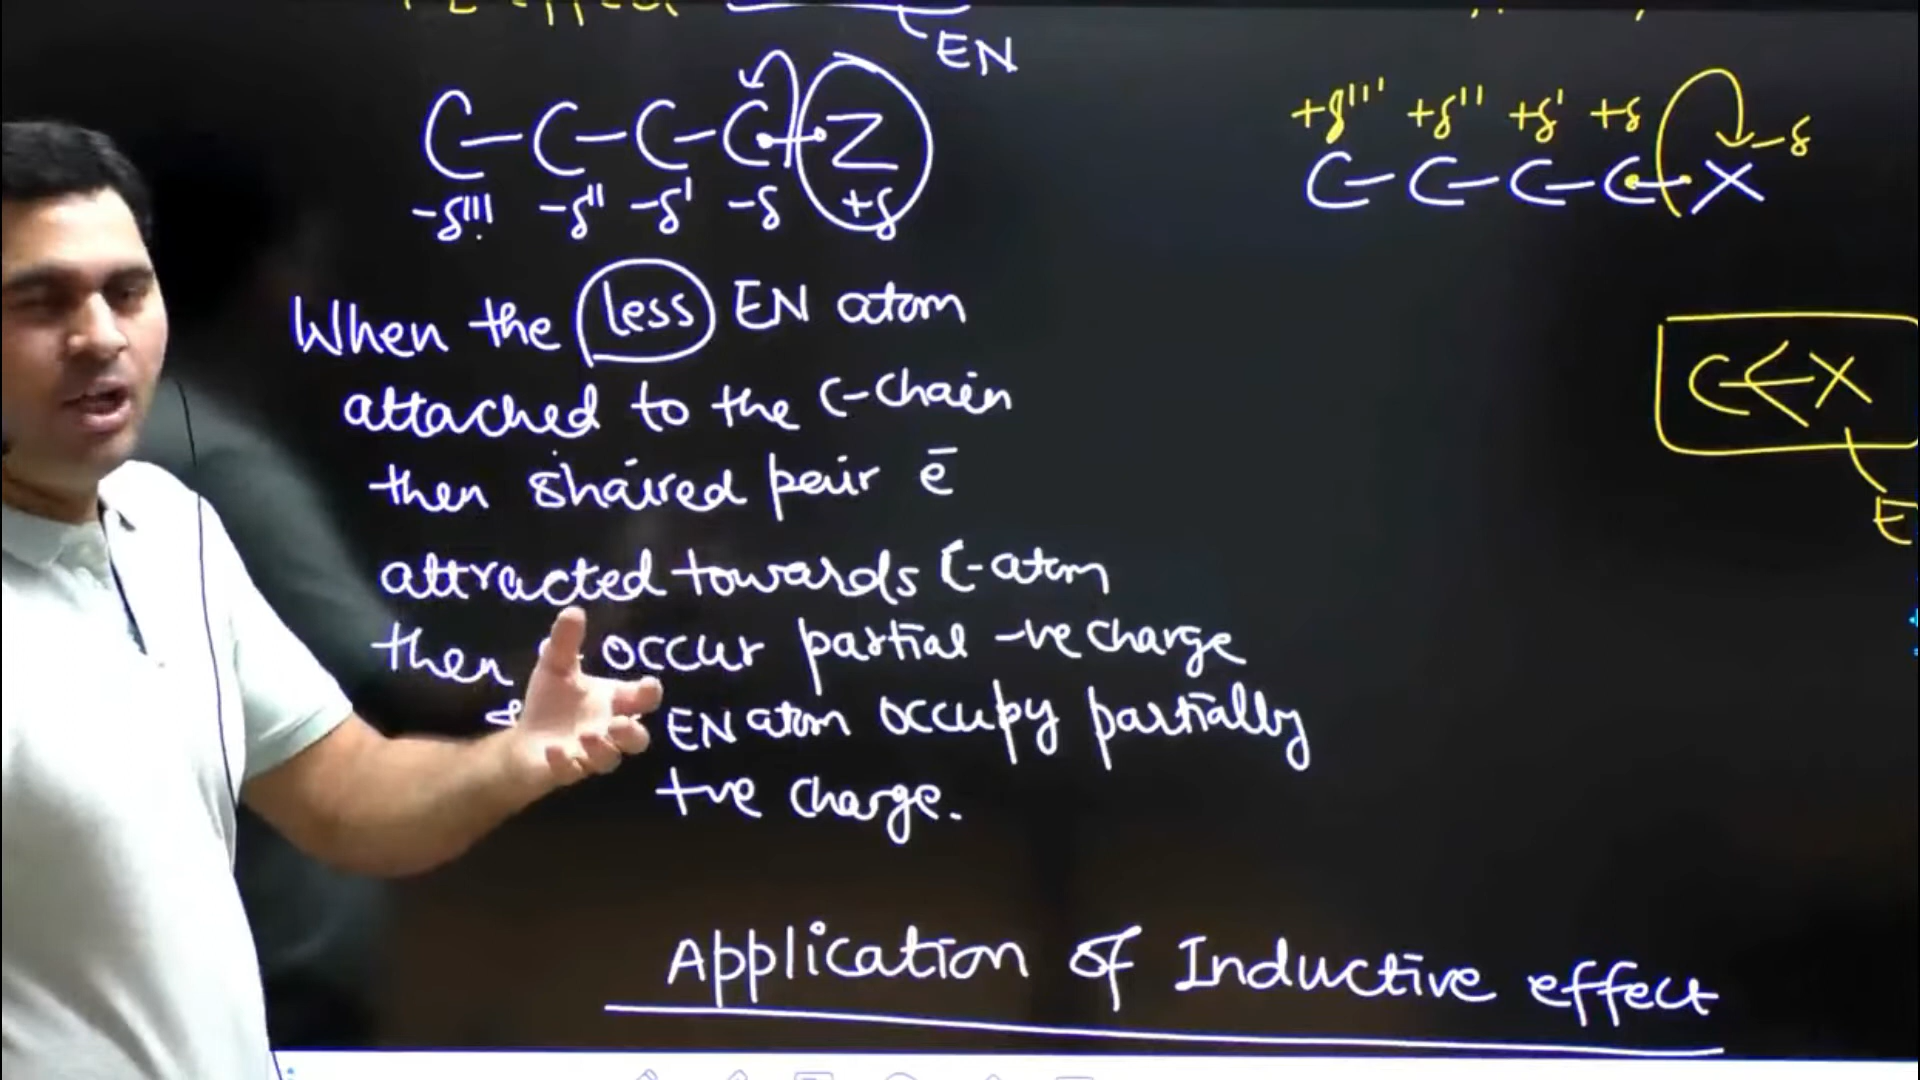 EN
C-C-C-C-Z
-δ''' -δ'' -δ' -δ +δ
When the less EN atom
attached to the C-chain
then shaired peir ē
attracted towards C-atom
then occur partial -ve charge
EN atom occupy partially
+ve charge.
+δ''' +δ'' +δ' +δ -δ
C-C-C-C-X
C X
E
Application of Inductive effect